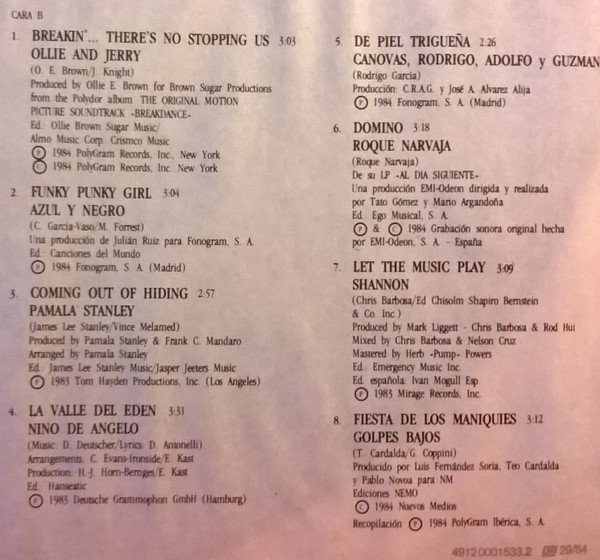 CARA B
1. BREAKIN'... THERE'S NO STOPPING US 3:03
OLLIE AND JERRY
(O. E. Brown/J. Knight)
Produced by Ollie E. Brown for Brown Sugar Productions
from the Polydor album THE ORIGINAL MOTION
PICTURE SOUNDTRACK -BREAKDANCE-
Ed.: Ollie Brown Sugar Music/
Almo Music Corp. Crismco Music
Ⓟ 1984 PolyGram Records, Inc., New York
Ⓒ 1984 PolyGram Records, Inc. New York
2. FUNKY PUNKY GIRL 3:04
AZUL Y NEGRO
(C. García-Vaso/M. Forrest)
Una producción de Julián Ruiz para Fonogram, S. A.
Ed.: Canciones del Mundo
Ⓟ 1984 Fonogram, S. A. (Madrid)
3. COMING OUT OF HIDING 2:57
PAMALA STANLEY
(James Lee Stanley/Vince Melamed)
Produced by Pamala Stanley & Frank C. Mandaro
Arranged by Pamala Stanley
Ed.: James Lee Stanley Music/Jasper Jeeters Music
Ⓟ 1983 Tom Hayden Productions, Inc. (Los Angeles)
4. LA VALLE DEL EDEN 3:31
NINO DE ANGELO
(Music: D. Deutscher/Lyrics: D. Antonelli)
Arrangements: C. Evans-Ironside/E. Kast
Production: H.-J. Horn-Bernges/E. Kast
Ed. Hanseatic
Ⓟ 1983 Deutsche Grammophon GmbH (Hamburg)
5. DE PIEL TRIGUEÑA 2:26
CANOVAS, RODRIGO, ADOLFO y GUZMAN
(Rodrigo García)
Producción: C.R.A.G. y José A. Alvarez Alija
Ⓟ 1984 Fonogram, S. A. (Madrid)
6. DOMINO 3:18
ROQUE NARVAJA
(Roque Narvaja)
De su LP -AL DIA SIGUIENTE-
Una producción EMI-Odeon dirigida y realizada
por Tato Gómez y Mario Argandoña
Ed. Ego Musical, S. A.
Ⓟ & Ⓒ 1984 Grabación sonora original hecha
por EMI-Odeon, S. A. - España
7. LET THE MUSIC PLAY 3:09
SHANNON
(Chris Barbosa/Ed Chisolm Shapiro Bernstein
& Co. Inc.)
Produced by Mark Liggett - Chris Barbosa & Rod Hui
Mixed by Chris Barbosa & Nelson Cruz
Mastered by Herb -Pump- Powers
Ed.: Emergency Music Inc.
Ed. española: Ivan Mogull Esp.
Ⓟ 1983 Mirage Records, Inc.
8. FIESTA DE LOS MANIQUIES 3:12
GOLPES BAJOS
(T. Cardalda/G. Coppini)
Producido por Luis Fernández Soria, Teo Cardalda
y Pablo Novoa para NM
Ediciones NEMO
Ⓒ 1984 Nuevos Medios
Recopilación Ⓟ 1984 PolyGram Ibérica, S. A.
49120001533.2